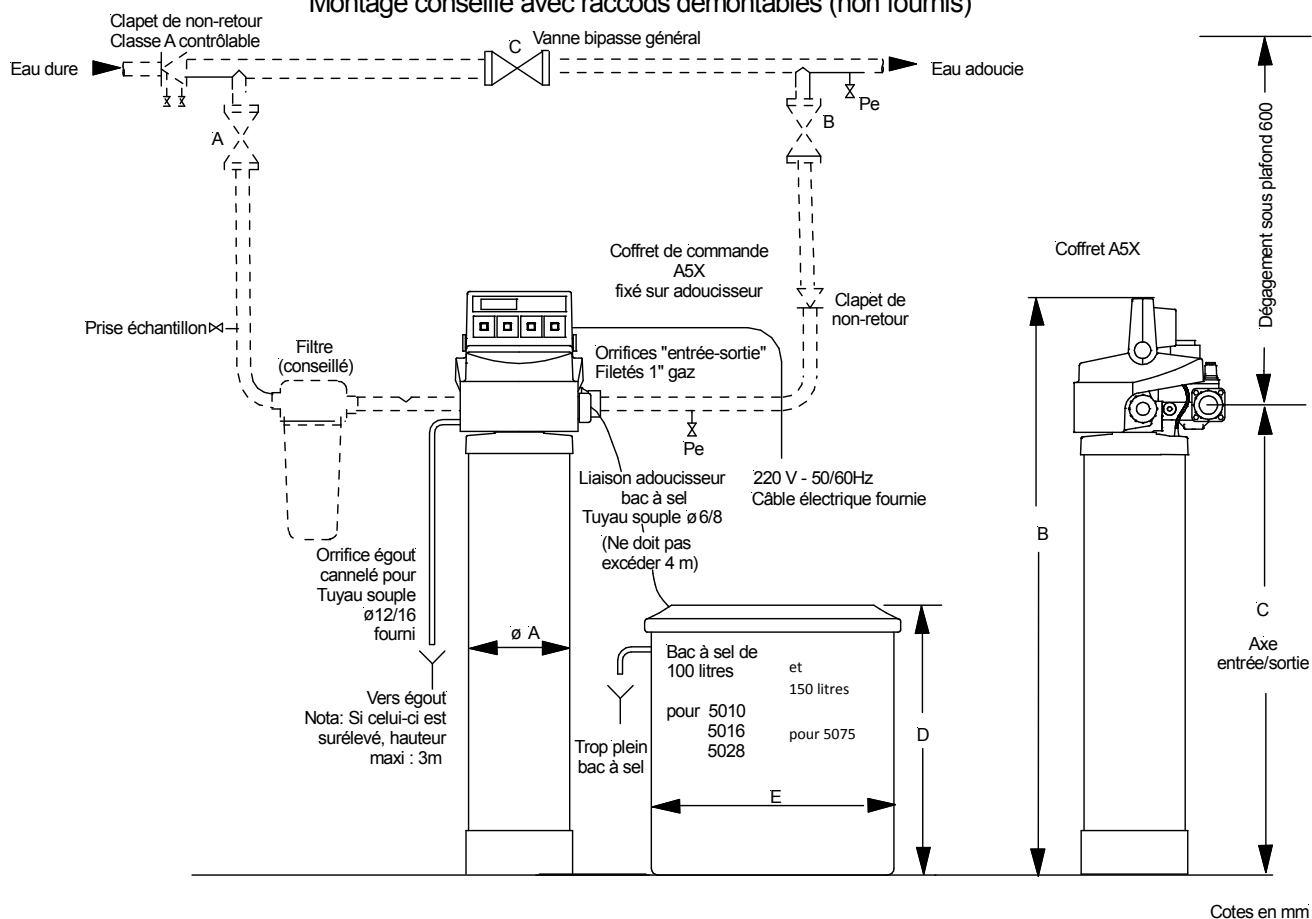 Montage conseillé avec raccods démontables (non fournis)
Clapet de non-retour
Classe A contrôlable
C
Vanne bipasse général
Eau dure
Eau adoucie
Pe
A
B
Dégagement sous plafond 600
Coffret de commande
A5X
fixé sur adoucisseur
Coffret A5X
Clapet de
non-retour
Prise échantillon
Filtre
(conseillé)
Orrifices "entrée-sortie"
Filetés 1" gaz
Pe
Liaison adoucisseur
bac à sel
Tuyau souple ø 6/8
(Ne doit pas
excéder 4 m)
220 V - 50/60Hz
Câble électrique fournie
B
Orrifice égout
cannelé pour
Tuyau souple
ø12/16
fourni
ø A
C
Axe
entrée/sortie
Bac à sel de
100 litres
et
150 litres
pour 5010
5016
5028
pour 5075
D
Vers égout
Nota: Si celui-ci est
surélevé, hauteur
maxi : 3m
Trop plein
bac à sel
E
Cotes en mm